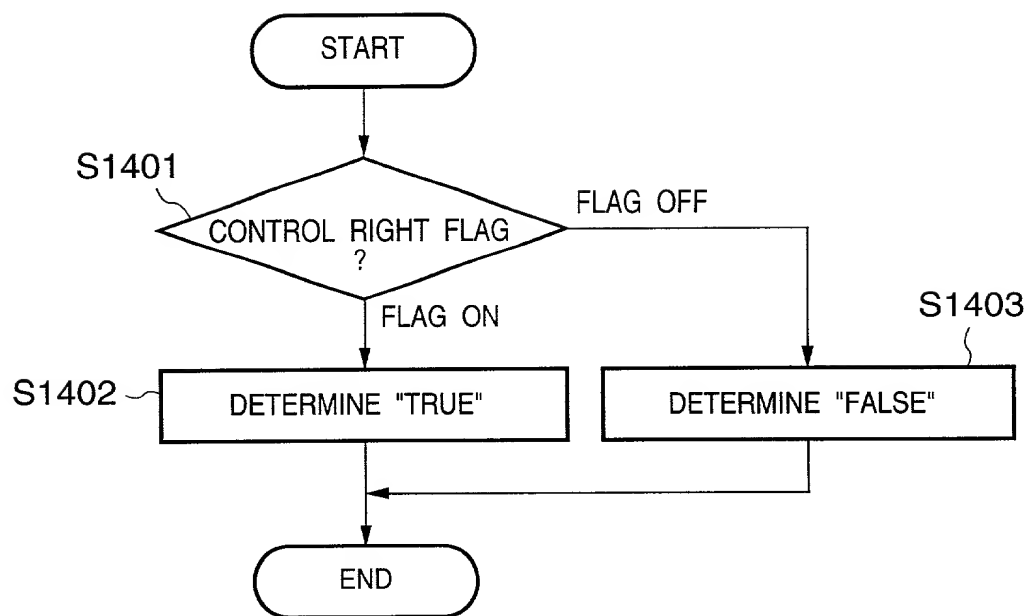 START
S1401
CONTROL RIGHT FLAG
?
FLAG OFF
FLAG ON
S1402
DETERMINE "TRUE"
S1403
DETERMINE "FALSE"
END